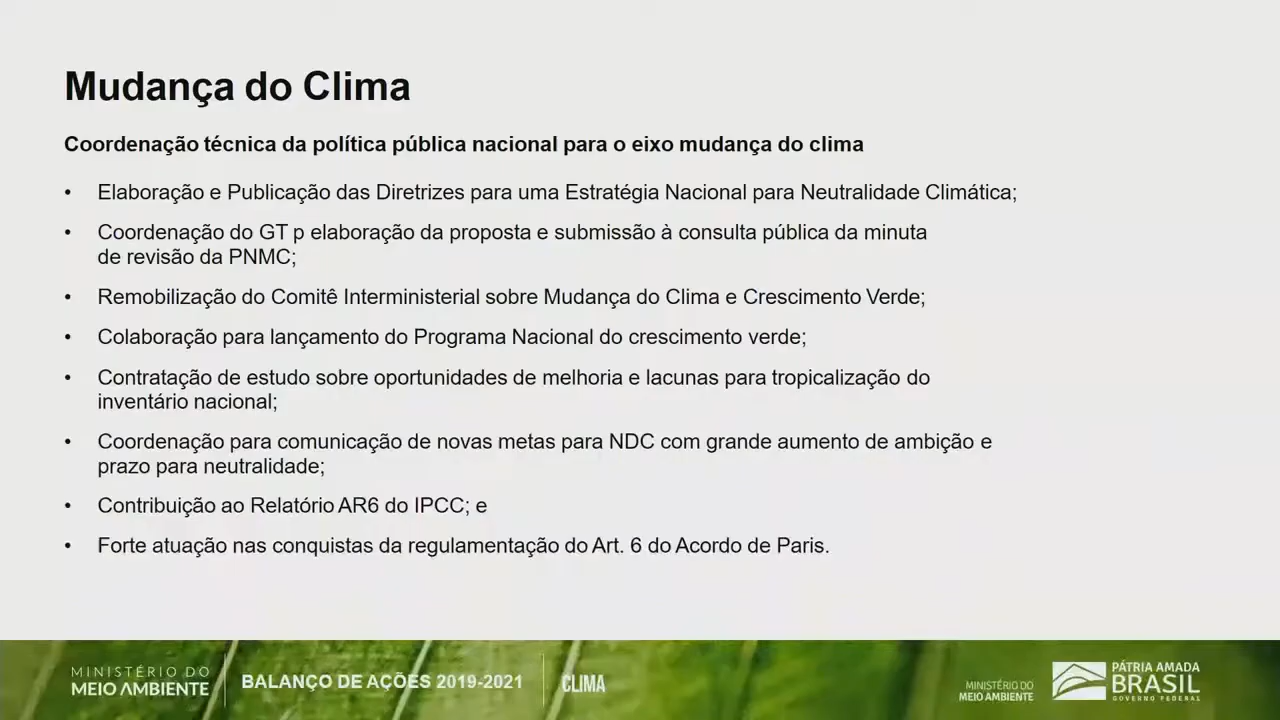 Mudança do Clima
Coordenação técnica da política pública nacional para o eixo mudança do clima
• Elaboração e Publicação das Diretrizes para uma Estratégia Nacional para Neutralidade Climática;
• Coordenação do GT p elaboração da proposta e submissão à consulta pública da minuta
de revisão da PNMC;
• Remobilização do Comitê Interministerial sobre Mudança do Clima e Crescimento Verde;
• Colaboração para lançamento do Programa Nacional do crescimento verde;
• Contratação de estudo sobre oportunidades de melhoria e lacunas para tropicalização do
inventário nacional;
• Coordenação para comunicação de novas metas para NDC com grande aumento de ambição e
prazo para neutralidade;
• Contribuição ao Relatório AR6 do IPCC; e
• Forte atuação nas conquistas da regulamentação do Art. 6 do Acordo de Paris.
MINISTÉRIO DO
MEIO AMBIENTE
BALANÇO DE AÇÕES 2019-2021
CLIMA
MINISTÉRIO DO
MEIO AMBIENTE
PÁTRIA AMADA
BRASIL
GOVERNO FEDERAL